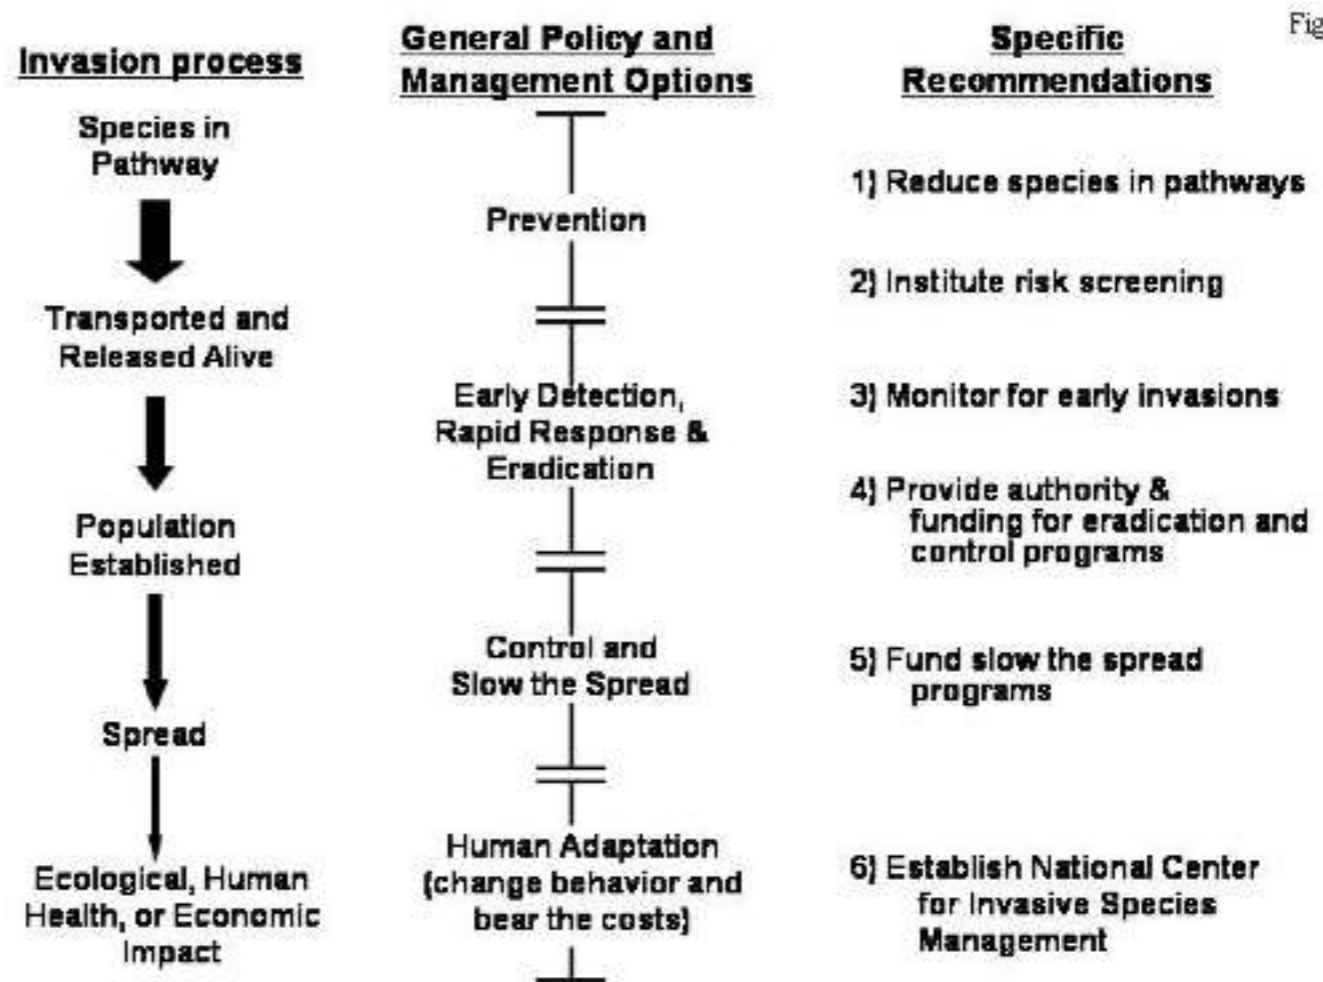 Invasion process
Species in
Pathway
Transported and
Released Alive
Population
Established
Spread
Ecological, Human
Health, or Economic
Impact
General Policy and
Management Options
Prevention
Early Detection,
Rapid Response &
Eradication
Control and
Slow the Spread
Human Adaptation
(change behavior and
bear the costs)
Specific
Recommendations
1) Reduce species in pathways
2) Institute risk screening
3) Monitor for early invasions
4) Provide authority &
funding for eradication and
control programs
5) Fund slow the spread
programs
6) Establish National Center
for Invasive Species
Management
Fig